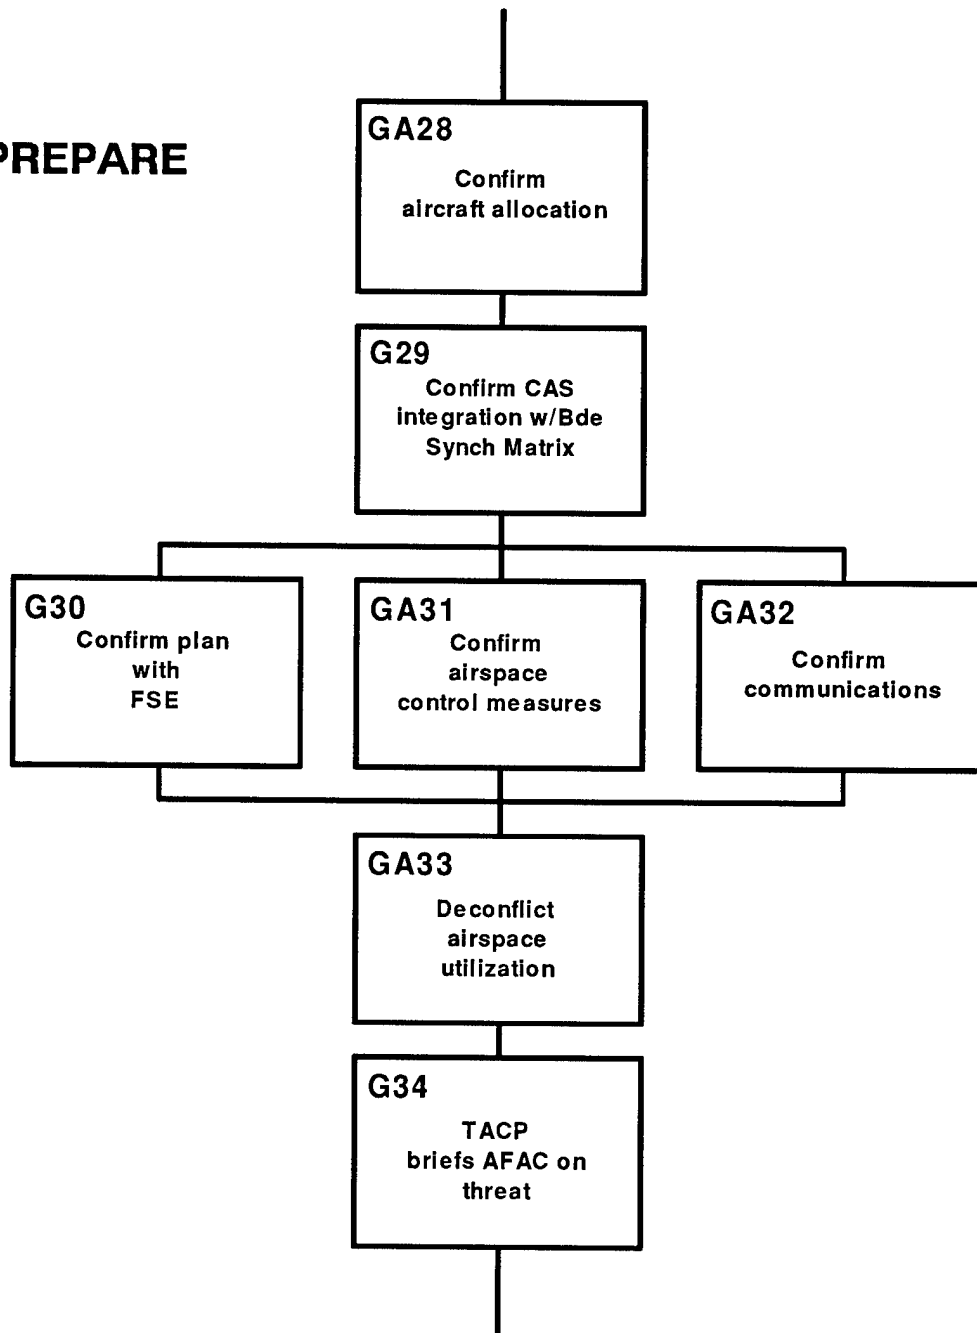 PREPARE
GA28
Confirm
aircraft allocation
G29
Confirm CAS
integration w/Bde
Synch Matrix
G30
Confirm plan
with
FSE
GA31
Confirm
airspace
control measures
GA32
Confirm
communications
GA33
Deconflict
airspace
utilization
G34
TACP
briefs AFAC on
threat